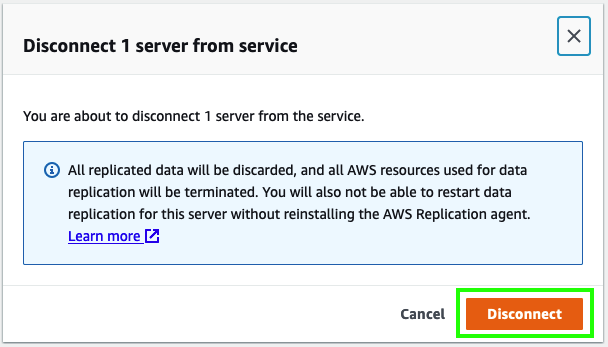 Disconnect 1 server from service
You are about to disconnect 1 server from the service.
All replicated data will be discarded, and all AWS resources used for data
replication will be terminated. You will also not be able to restart data
replication for this server without reinstalling the AWS Replication agent.
Learn more
Cancel
Disconnect